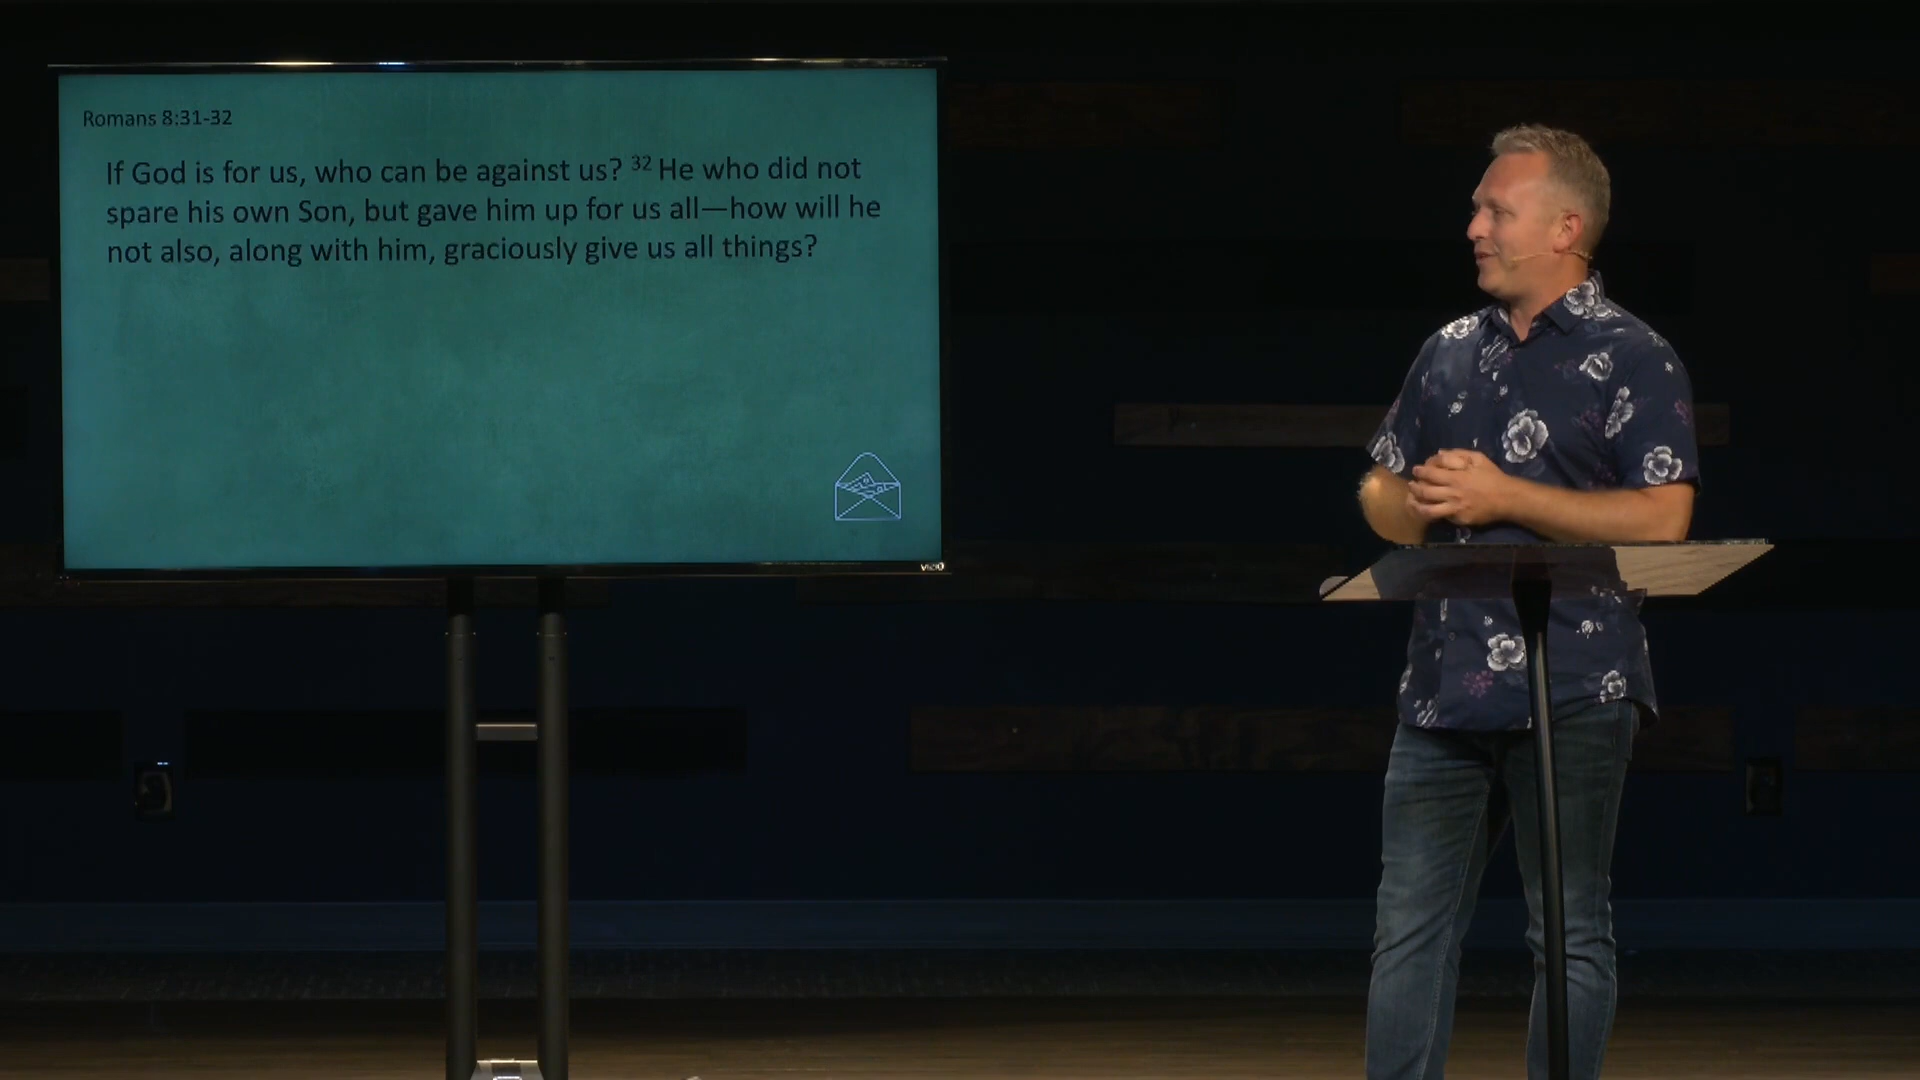 Romans 8:31-32
If God is for us, who can be against us? 32 He who did not
spare his own Son, but gave him up for us all—how will he
not also, along with him, graciously give us all things?
VIZIO